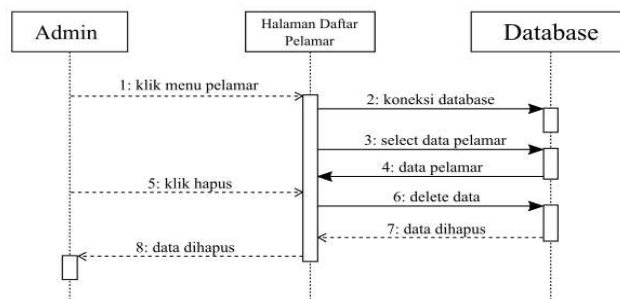 Admin
Halaman Daftar
Pelamar
Database
1: klik menu pelamar
2: koneksi database
3: select data pelamar
4: data pelamar
5: klik hapus
6: delete data
7: data dihapus
8: data dihapus